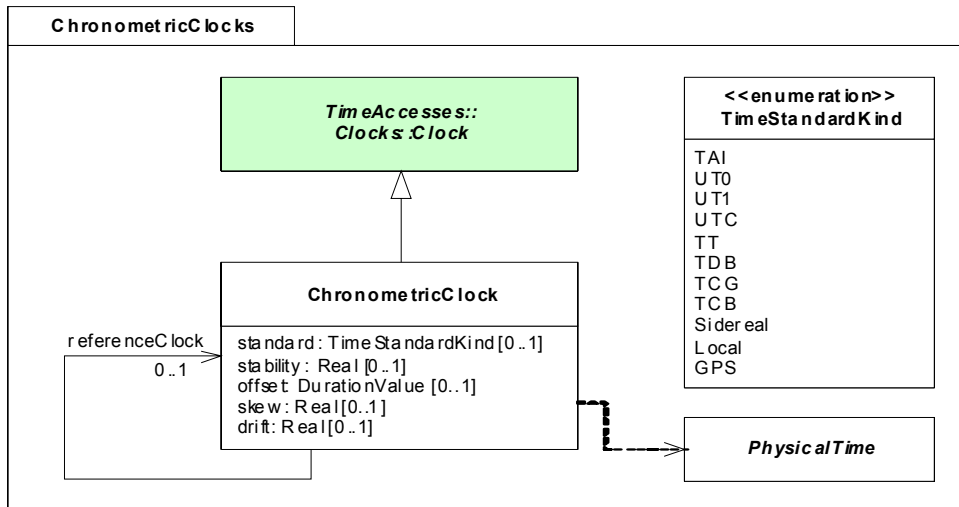 ChronometricClocks
TimeAccesses::
Clocks::Clock
<<enumeration>>
TimeStandardKind
TAI
UT0
UT1
UTC
TT
TDB
TCG
TCB
Sidereal
Local
GPS
ChronometricClock
standard: TimeStandardKind[0..1]
stability: Real [0..1]
offset: DurationValue [0..1]
skew: Real[0..1]
drift: Real[0..1]
referenceClock
0..1
PhysicalTime